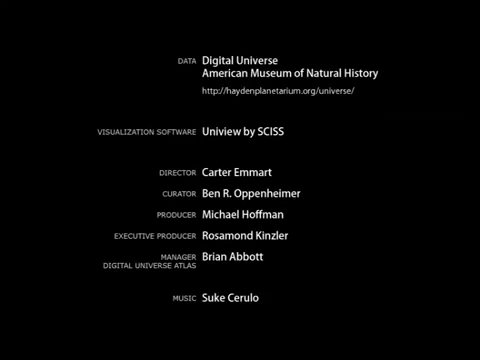 DATA Digital Universe
American Museum of Natural History
http://haydenplanetarium.org/universe/
VISUALIZATION SOFTWARE Uniview by SCISS
DIRECTOR Carter Emmart
CURATOR Ben R. Oppenheimer
PRODUCER Michael Hoffman
EXECUTIVE PRODUCER Rosamond Kinzler
MANAGER Brian Abbott
DIGITAL UNIVERSE ATLAS
MUSIC Suke Cerulo